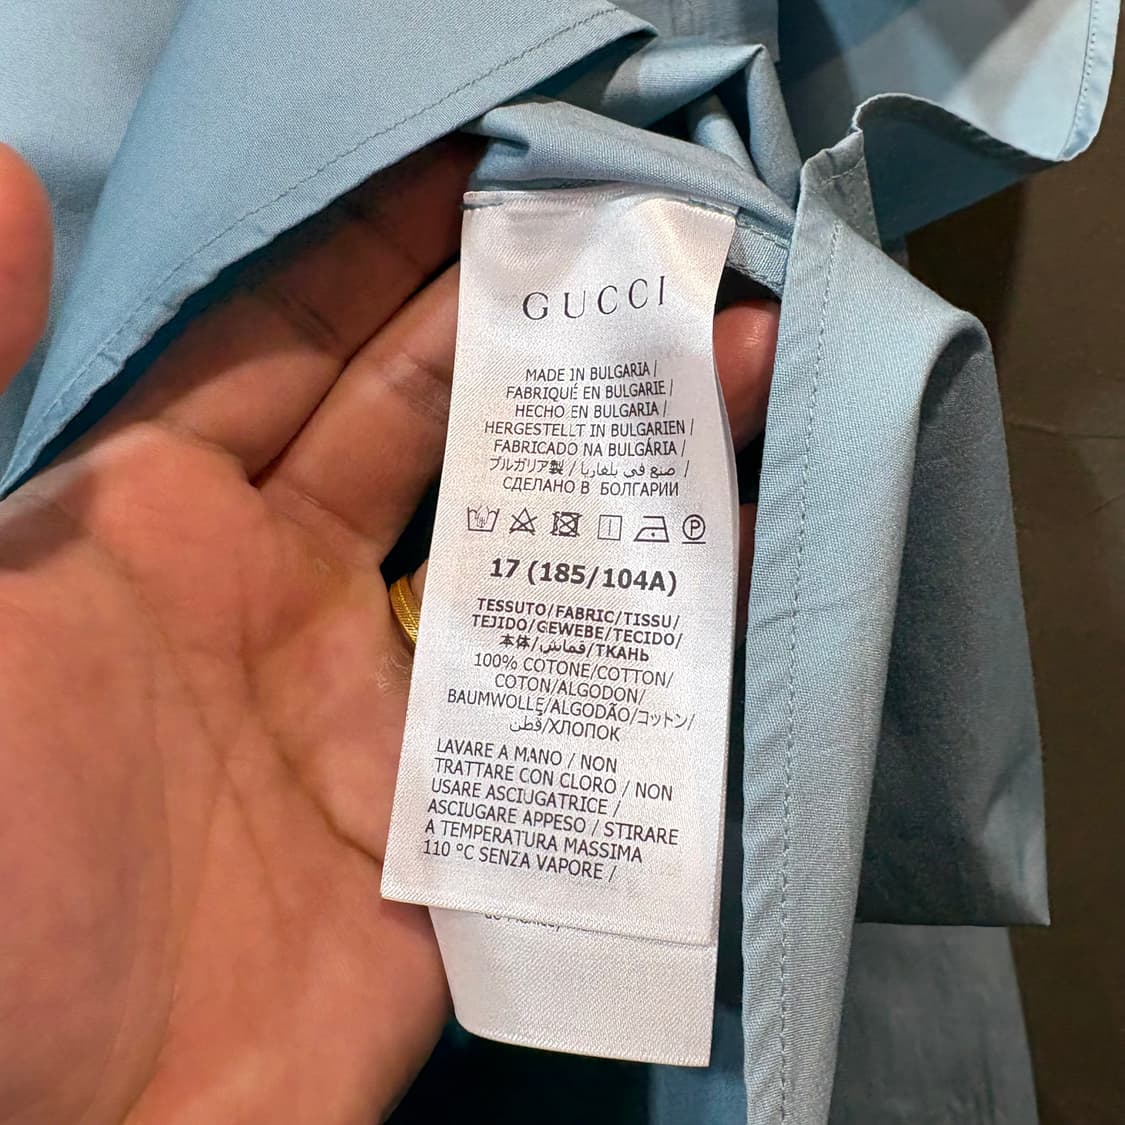 GUCCI
MADE IN BULGARIA /
FABRIQUÉ EN BULGARIE /
HECHO EN BULGARIA /
HERGESTELLT IN BULGARIEN /
FABRICADO NA BULGÁRIA /
ブルガリア製 / صنع في بلغاريا /
СДЕЛАНО В БОЛГАРИИ
P
17 (185/104A)
TESSUTO/FABRIC/TISSU/
TEJIDO/GEWEBE/TECIDO/
本体/قماش/ТКАНЬ
100% COTONE/COTTON/
COTON/ALGODON/
BAUMWOLLE/ALGODÃO/コットン/
قطن/ХЛОПОК
LAVARE A MANO / NON
TRATTARE CON CLORO / NON
USARE ASCIUGATRICE /
ASCIUGARE APPESO / STIRARE
A TEMPERATURA MASSIMA
110 °C SENZA VAPORE /